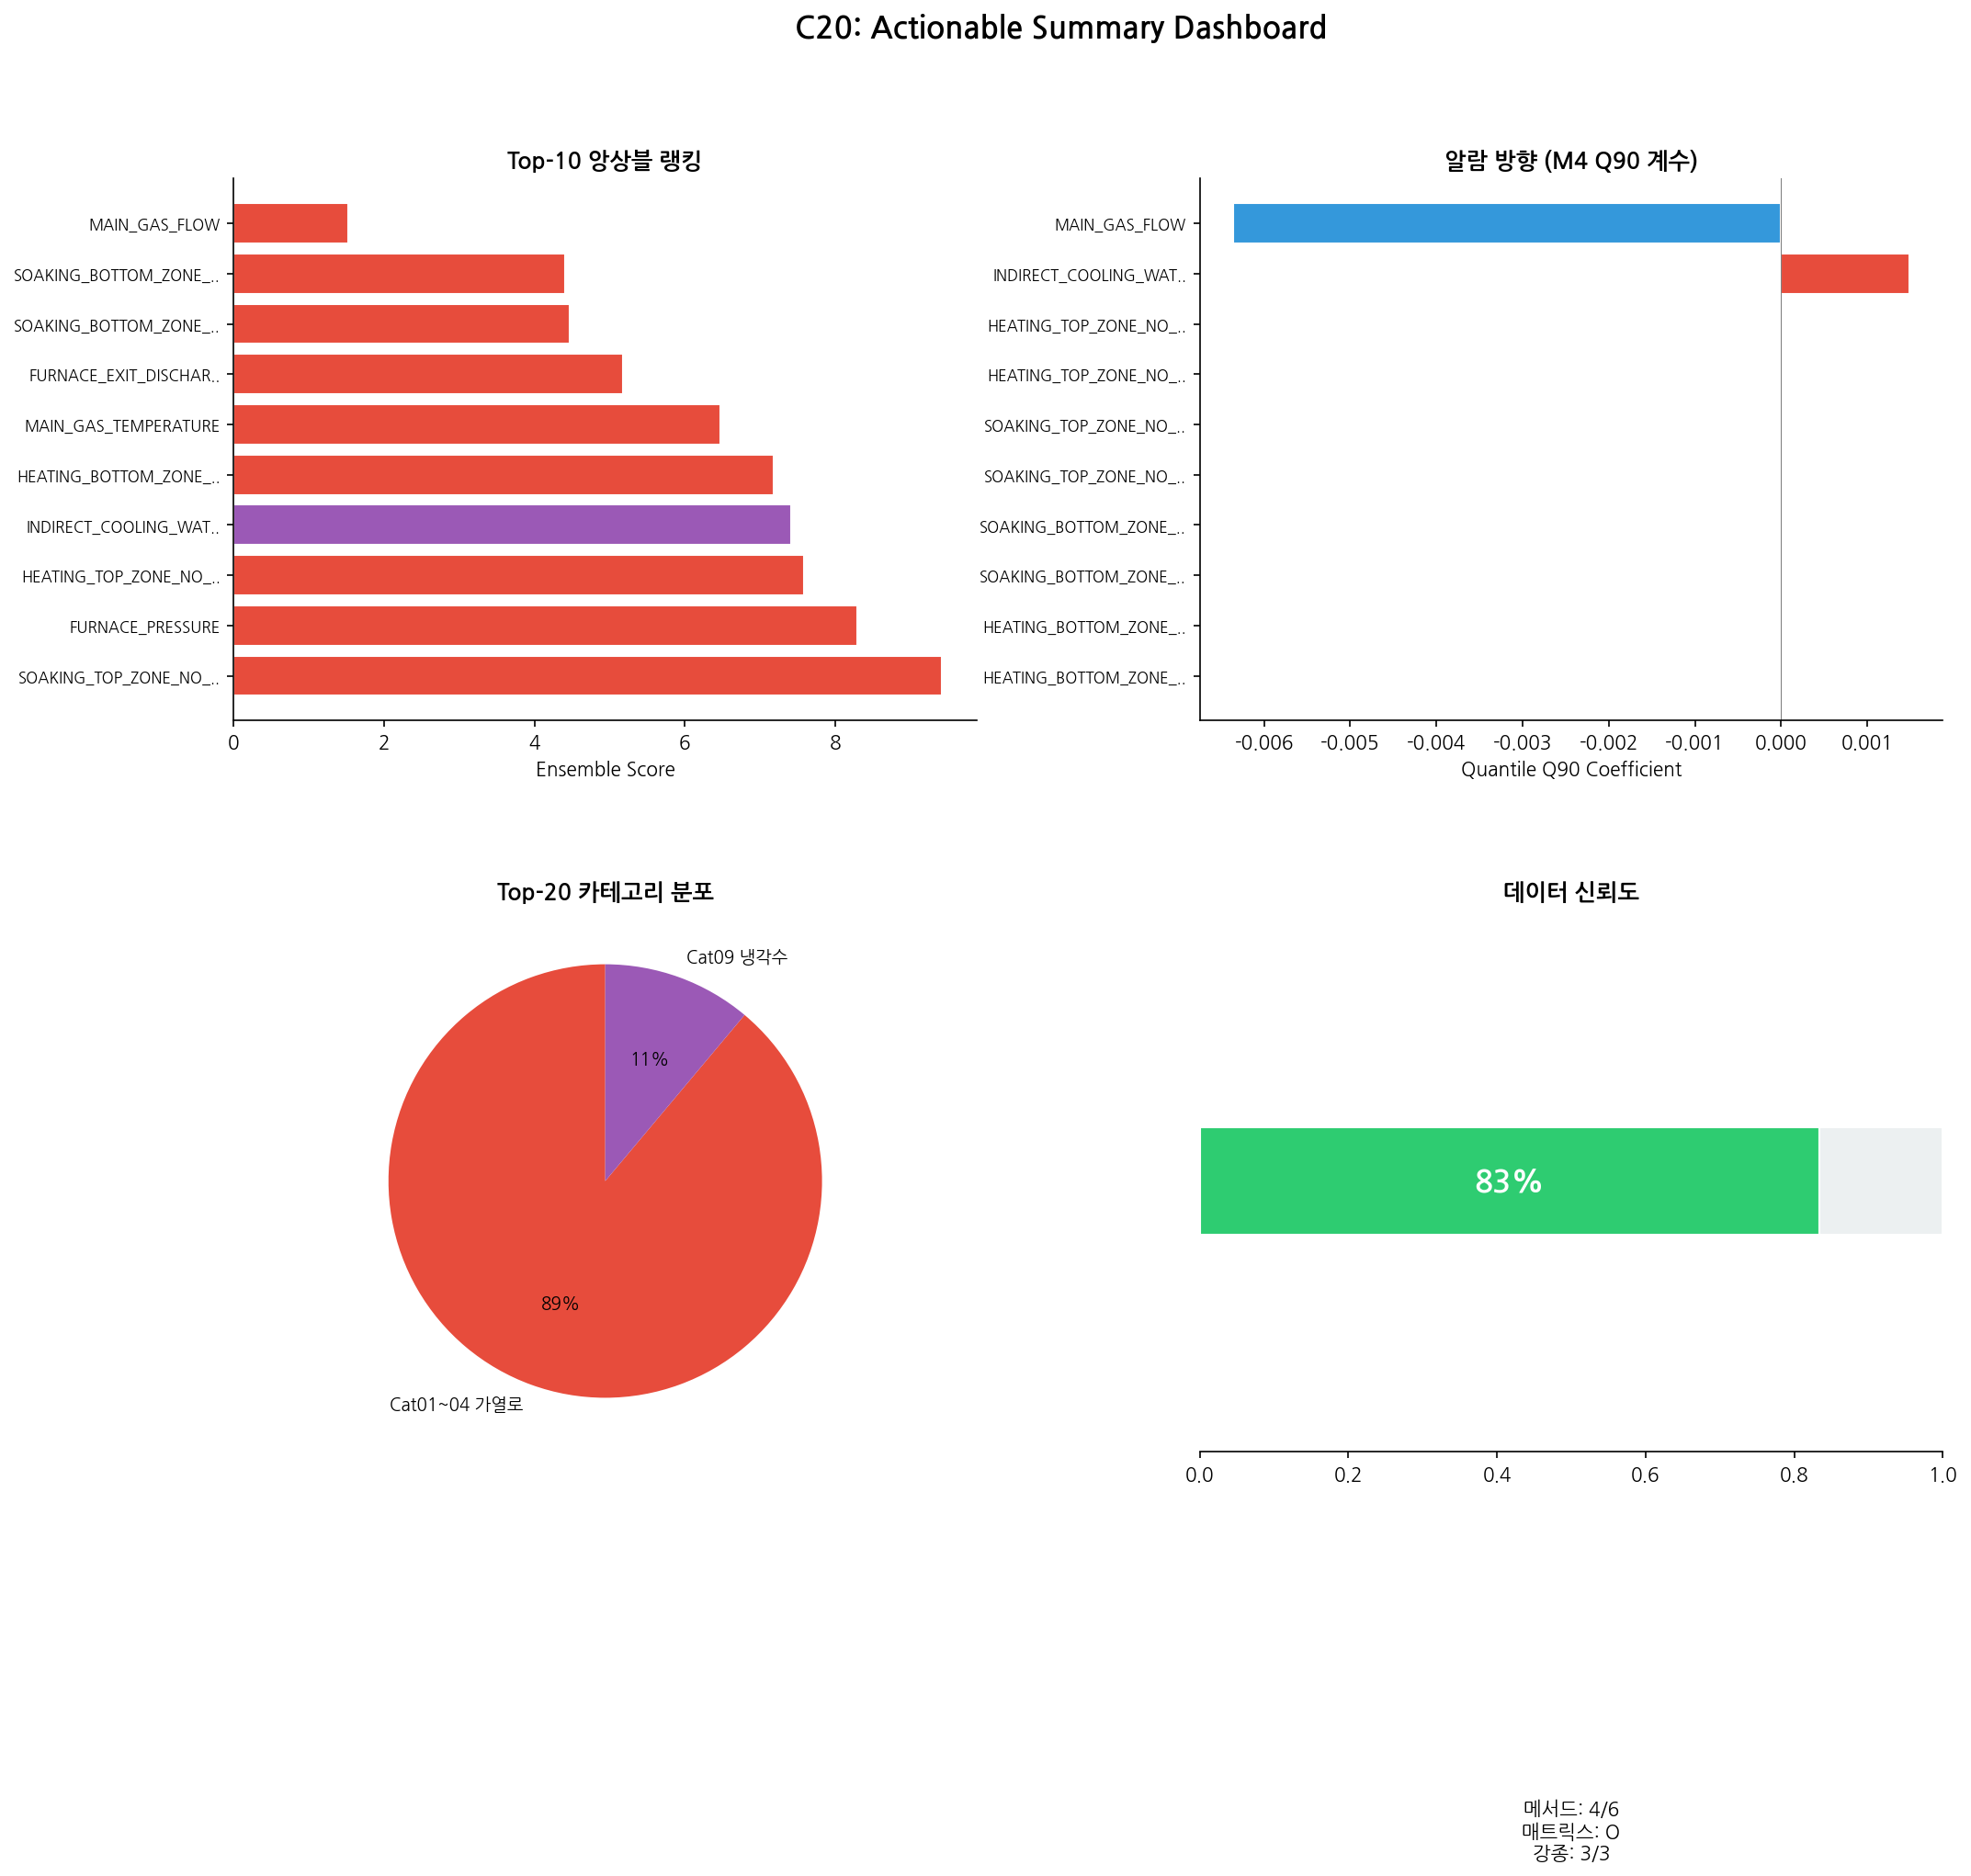 C20: Actionable Summary Dashboard
Top-10 앙상블 랭킹
MAIN_GAS_FLOW
SOAKING_BOTTOM_ZONE_..
SOAKING_BOTTOM_ZONE_..
FURNACE_EXIT_DISCHAR..
MAIN_GAS_TEMPERATURE
HEATING_BOTTOM_ZONE_..
INDIRECT_COOLING_WAT..
HEATING_TOP_ZONE_NO_..
FURNACE_PRESSURE
SOAKING_TOP_ZONE_NO_..
0 2 4 6 8
Ensemble Score
알람 방향 (M4 Q90 계수)
MAIN_GAS_FLOW
INDIRECT_COOLING_WAT..
HEATING_TOP_ZONE_NO_..
HEATING_TOP_ZONE_NO_..
SOAKING_TOP_ZONE_NO_..
SOAKING_TOP_ZONE_NO_..
SOAKING_BOTTOM_ZONE_..
SOAKING_BOTTOM_ZONE_..
HEATING_BOTTOM_ZONE_..
HEATING_BOTTOM_ZONE_..
-0.006 -0.005 -0.004 -0.003 -0.002 -0.001 0.000 0.001
Quantile Q90 Coefficient
Top-20 카테고리 분포
Cat09 냉각수
11%
89%
Cat01~04 가열로
데이터 신뢰도
83%
0.0 0.2 0.4 0.6 0.8 1.0
메서드: 4/6
매트릭스: O
강종: 3/3